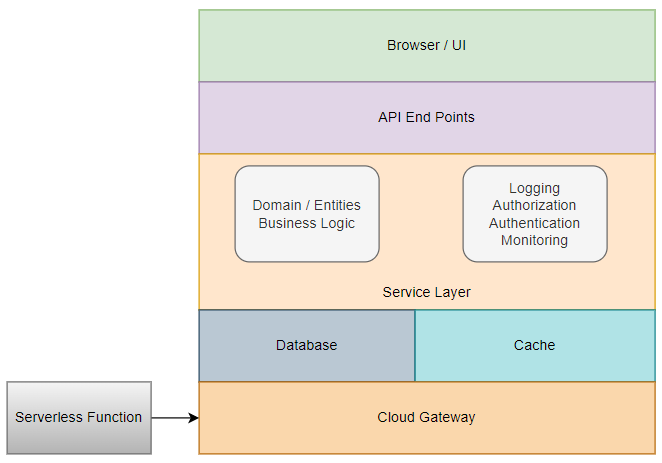 Browser / UI
API End Points
Domain / Entities
Business Logic
Logging
Authorization
Authentication
Monitoring
Service Layer
Database
Cache
Serverless Function
Cloud Gateway